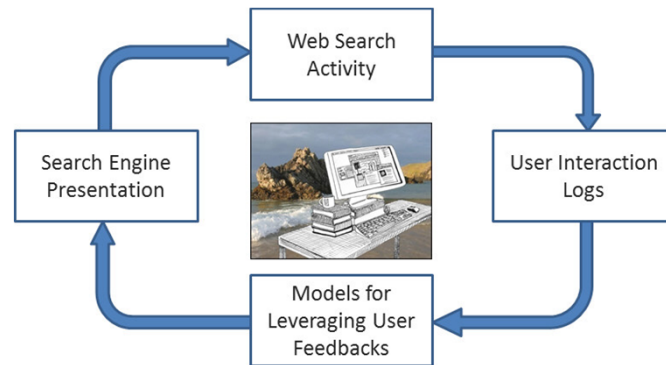 Web Search
Activity
Search Engine
Presentation
User Interaction
Logs
Models for
Leveraging User
Feedbacks